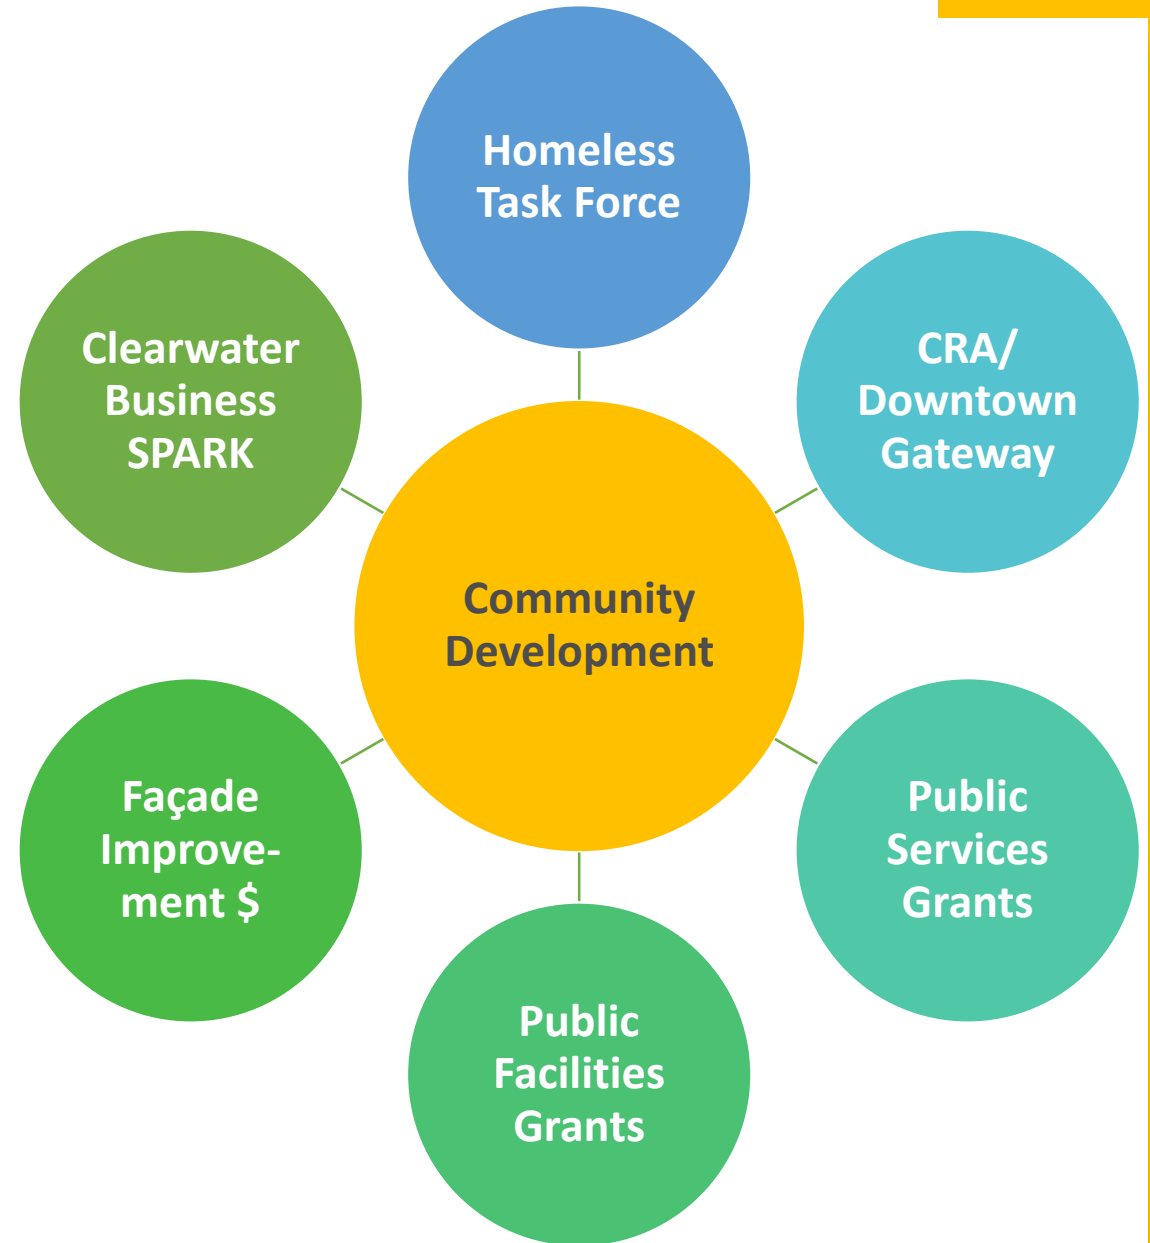 Homeless
Task Force
CRA/
Downtown
Gateway
Public
Services
Grants
Public
Facilities
Grants
Façade
Improve-
ment $
Clearwater
Business
SPARK
Community
Development